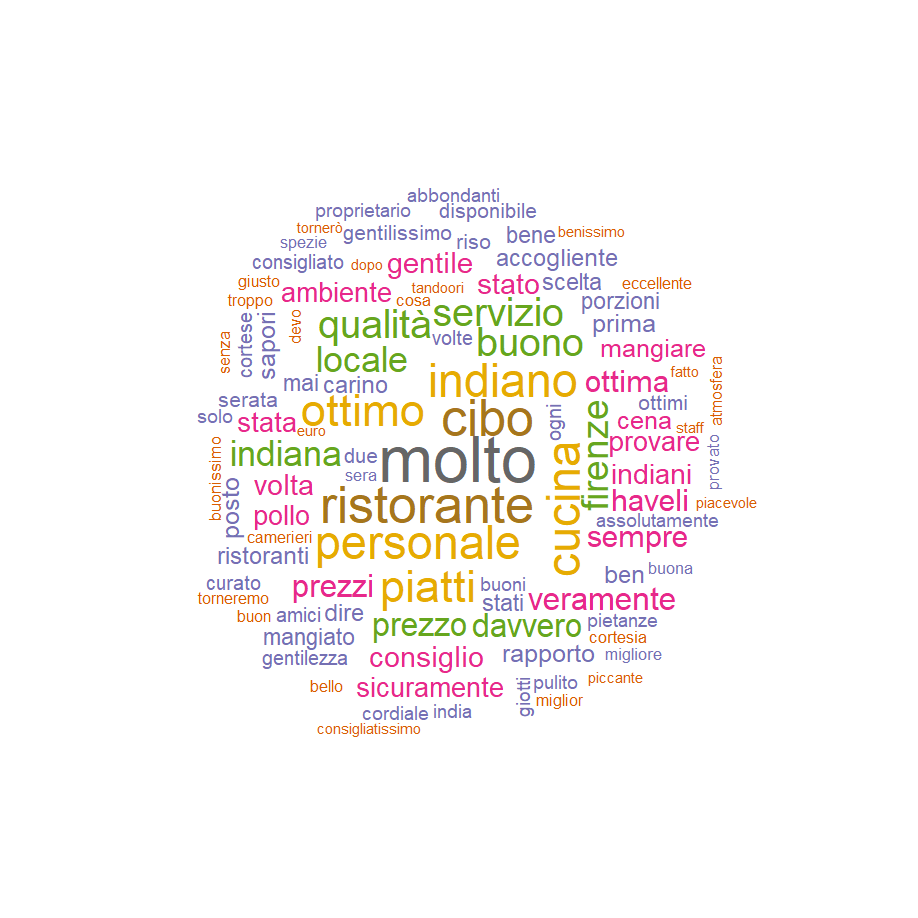 abbondanti
proprietario disponibile
tornerò gentilissimo riso bene benissimo
spezie
consigliato dopo gentile accogliente
giusto ambiente tandoori stato scelta eccellente
troppo cosa porzioni
qualità servizio prima
devo
cortese
sapori
senza
locale volte buono mangiare
mai carino indiano ottima fatto
atmosfera
serata ottimo cibo ogni ottimi
solo stata euro firenze cena staff
indiana due molto cucina provare
provato
sera indiani
buonissimo
posto
volta ristorante haveli piacevole
pollo assolutamente
camerieri personale sempre
ristoranti ben buona
curato prezzi piatti buoni
torneremo stati veramente
buon amici dire prezzo davvero pietanze
mangiato cortesia
gentilezza consiglio rapporto migliore
bello sicuramente giotti pulito piccante
miglior
cordiale india
consigliatissimo